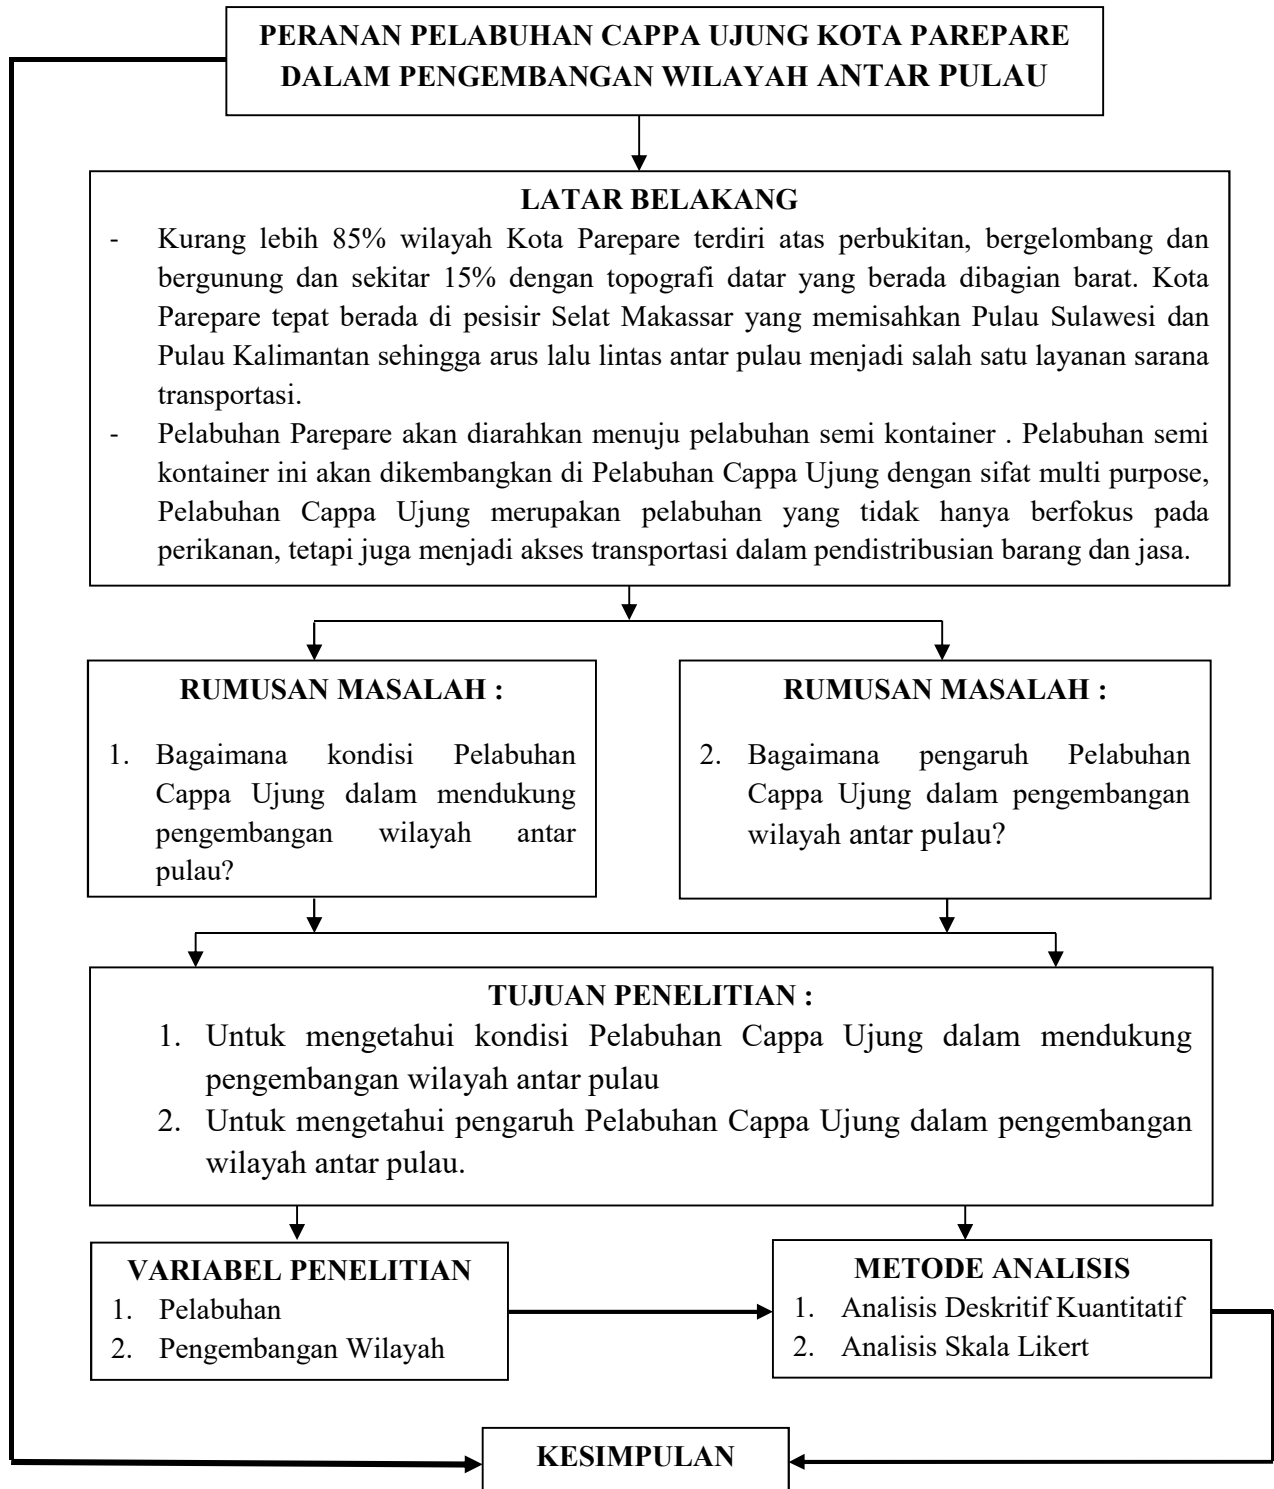 PERANAN PELABUHAN CAPPA UJUNG KOTA PAREPARE
DALAM PENGEMBANGAN WILAYAH ANTAR PULAU
LATAR BELAKANG
- Kurang lebih 85% wilayah Kota Parepare terdiri atas perbukitan, bergelombang dan
bergunung dan sekitar 15% dengan topografi datar yang berada dibagian barat. Kota
Parepare tepat berada di pesisir Selat Makassar yang memisahkan Pulau Sulawesi dan
Pulau Kalimantan sehingga arus lalu lintas antar pulau menjadi salah satu layanan sarana
transportasi.
- Pelabuhan Parepare akan diarahkan menuju pelabuhan semi kontainer . Pelabuhan semi
kontainer ini akan dikembangkan di Pelabuhan Cappa Ujung dengan sifat multi purpose,
Pelabuhan Cappa Ujung merupakan pelabuhan yang tidak hanya berfokus pada
perikanan, tetapi juga menjadi akses transportasi dalam pendistribusian barang dan jasa.
RUMUSAN MASALAH :
1. Bagaimana kondisi Pelabuhan
Cappa Ujung dalam mendukung
pengembangan wilayah antar
pulau?
RUMUSAN MASALAH :
2. Bagaimana pengaruh Pelabuhan
Cappa Ujung dalam pengembangan
wilayah antar pulau?
TUJUAN PENELITIAN :
1. Untuk mengetahui kondisi Pelabuhan Cappa Ujung dalam mendukung
pengembangan wilayah antar pulau
2. Untuk mengetahui pengaruh Pelabuhan Cappa Ujung dalam pengembangan
wilayah antar pulau.
VARIABEL PENELITIAN
1. Pelabuhan
2. Pengembangan Wilayah
METODE ANALISIS
1. Analisis Deskritif Kuantitatif
2. Analisis Skala Likert
KESIMPULAN